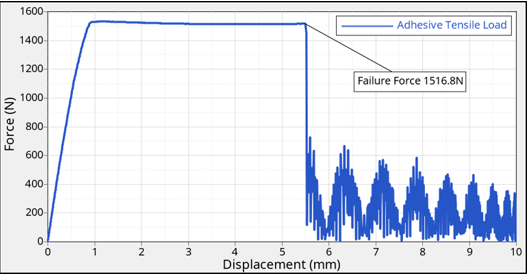 1600
1400
1200
1000
800
600
400
200
0
Force (N)
Adhesive Tensile Load
Failure Force 1516.8N
0 1 2 3 4 5 6 7 8 9 10
Displacement (mm)